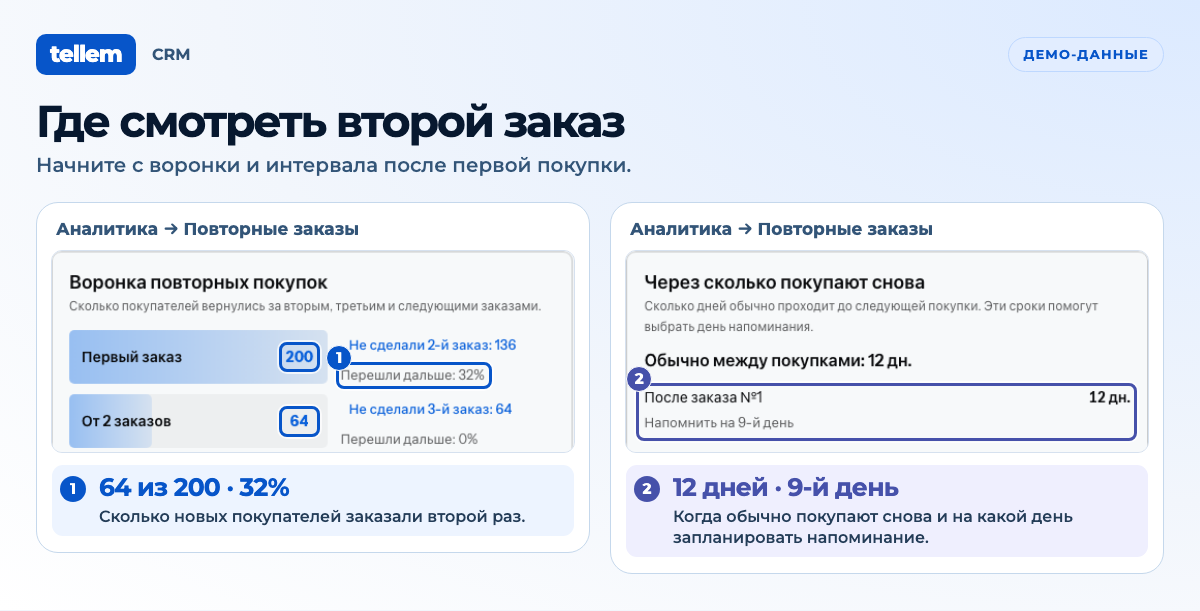 tellem
CRM
ДЕМО-ДАННЫЕ
Где смотреть второй заказ
Начните с воронки и интервала после первой покупки.
Аналитика → Повторные заказы
Воронка повторных покупок
Сколько покупателей вернулись за вторым, третьим и следующими заказами.
Первый заказ
200
Не сделали 2-й заказ: 136
1
Перешли дальше: 32%
От 2 заказов
64
Не сделали 3-й заказ: 64
Перешли дальше: 0%
1
64 из 200 · 32%
Сколько новых покупателей заказали второй раз.
Аналитика → Повторные заказы
Через сколько покупают снова
Сколько дней обычно проходит до следующей покупки. Эти сроки помогут
выбрать день напоминания.
Обычно между покупками: 12 дн.
2
После заказа №1
12 дн.
Напомнить на 9-й день
2
12 дней · 9-й день
Когда обычно покупают снова и на какой день
запланировать напоминание.